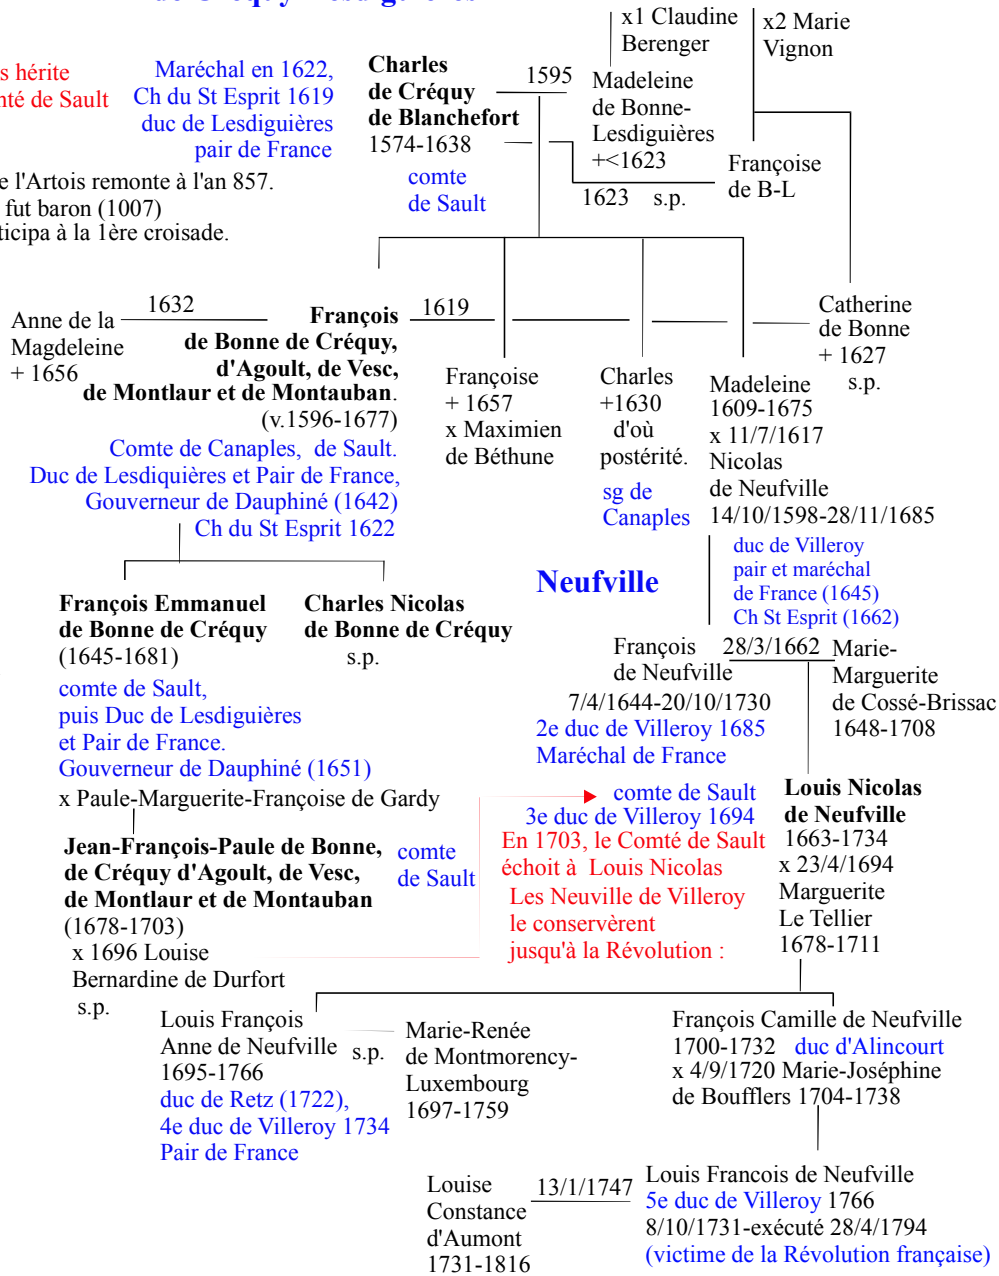 x1 Claudine
Berenger
x2 Marie
Vignon
s hérite
té de Sault
Maréchal en 1622,
Ch du St Esprit 1619
duc de Lesdiguières
pair de France
Charles
de Créquy
de Blanchefort
1574-1638
comte
de Sault
1595
Madeleine
de Bonne-
Lesdiguières
+<1623
Françoise
de B-L
1623 s.p.
e l'Artois remonte à l'an 857.
fut baron (1007)
ticipa à la 1ère croisade.
Anne de la
Magdeleine
+ 1656
1632
François
de Bonne de Créquy,
d'Agoult, de Vesc,
de Montlaur et de Montauban.
(v.1596-1677)
Comte de Canaples, de Sault.
Duc de Lesdiquières et Pair de France,
Gouverneur de Dauphiné (1642)
Ch du St Esprit 1622
1619
Catherine
de Bonne
+ 1627
s.p.
Françoise
+ 1657
x Maximien
de Béthune
Charles
+1630
d'où
postérité.
sg de
Canaples
Madeleine
1609-1675
x 11/7/1617
Nicolas
de Neufville
14/10/1598-28/11/1685
duc de Villeroy
pair et maréchal
de France (1645)
Ch St Esprit (1662)
Neufville
François Emmanuel
de Bonne de Créquy
(1645-1681)
comte de Sault,
puis Duc de Lesdiguières
et Pair de France.
Gouverneur de Dauphiné (1651)
x Paule-Marguerite-Françoise de Gardy
Charles Nicolas
de Bonne de Créquy
s.p.
François
de Neufville
7/4/1644-20/10/1730
2e duc de Villeroy 1685
Maréchal de France
28/3/1662
Marie-
Marguerite
de Cossé-Brissac
1648-1708
Jean-François-Paule de Bonne,
de Créquy d'Agoult, de Vesc,
de Montlaur et de Montauban
(1678-1703)
x 1696 Louise
Bernardine de Durfort
s.p.
comte
de Sault
comte de Sault
3e duc de Villeroy 1694
En 1703, le Comté de Sault
échoit à Louis Nicolas
Les Neuville de Villeroy
le conservèrent
jusqu'à la Révolution :
Louis Nicolas
de Neufville
1663-1734
x 23/4/1694
Marguerite
Le Tellier
1678-1711
Louis François
Anne de Neufville
1695-1766
duc de Retz (1722),
4e duc de Villeroy 1734
Pair de France
s.p.
Marie-Renée
de Montmorency-
Luxembourg
1697-1759
François Camille de Neufville
1700-1732 duc d'Alincourt
x 4/9/1720 Marie-Joséphine
de Boufflers 1704-1738
Louise
Constance
d'Aumont
1731-1816
13/1/1747
Louis Francois de Neufville
5e duc de Villeroy 1766
8/10/1731-exécuté 28/4/1794
(victime de la Révolution française)